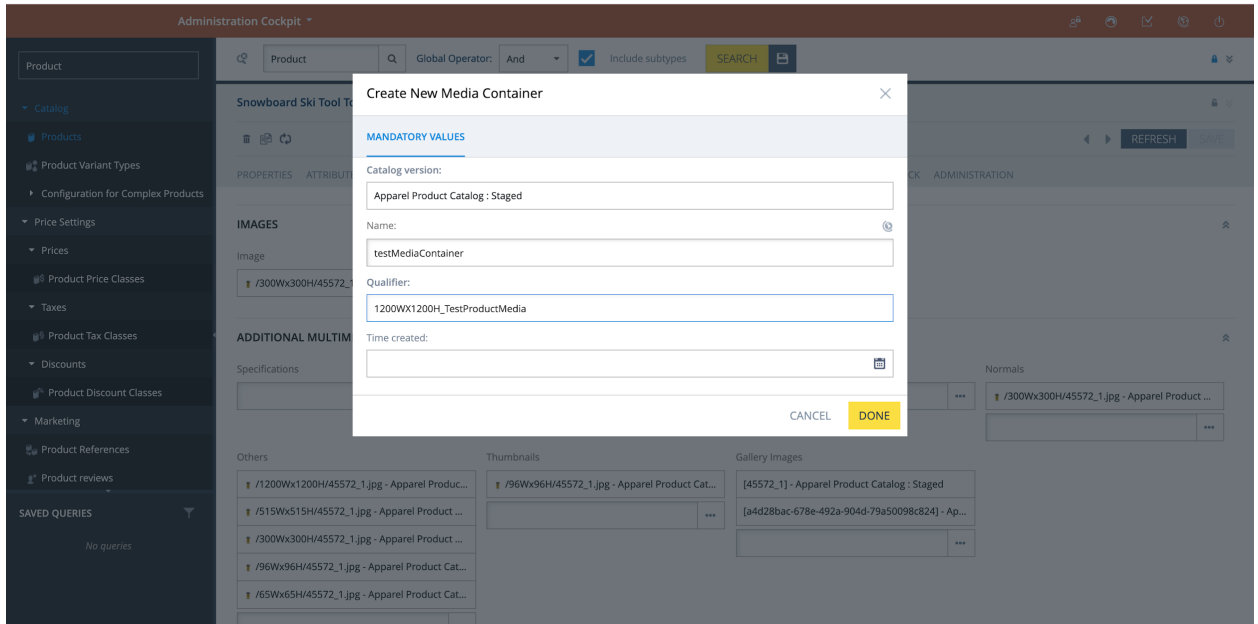 Administration Cockpit
Product
Product
Global Operator:
And
Include subtypes
SEARCH
Catalog
Products
Product Variant Types
Configuration for Complex Products
Price Settings
Prices
Product Price Classes
Taxes
Product Tax Classes
Discounts
Product Discount Classes
Marketing
Product References
Product reviews
SAVED QUERIES
No queries
Snowboard Ski Tool To
REFRESH
SAVE
PROPERTIES
ATTRIBUT
CK
ADMINISTRATION
IMAGES
Image
/300Wx300H/45572_1
ADDITIONAL MULTIM
Specifications
Normals
/300Wx300H/45572_1.jpg - Apparel Product ...
Create New Media Container
MANDATORY VALUES
Catalog version:
Apparel Product Catalog : Staged
Name:
testMediaContainer
Qualifier:
1200WX1200H_TestProductMedia
Time created:
CANCEL
DONE
Others
/1200Wx1200H/45572_1.jpg - Apparel Produc...
/515Wx515H/45572_1.jpg - Apparel Product ...
/300Wx300H/45572_1.jpg - Apparel Product ...
/96Wx96H/45572_1.jpg - Apparel Product Cat...
/65Wx65H/45572_1.jpg - Apparel Product Cat...
Thumbnails
/96Wx96H/45572_1.jpg - Apparel Product Cat...
Gallery Images
[45572_1] - Apparel Product Catalog : Staged
[a4d28bac-678e-492a-904d-79a50098c824] - Ap...